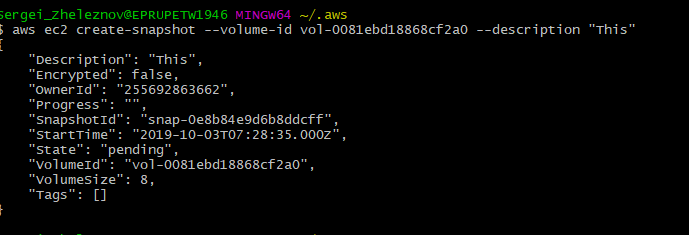 Sergei_Zheleznov@EPRUPETW1946 MINGW64 ~/.aws
$ aws ec2 create-snapshot --volume-id vol-0081ebd18868cf2a0 --description "This"
{
    "Description": "This",
    "Encrypted": false,
    "OwnerId": "255692863662",
    "Progress": "",
    "SnapshotId": "snap-0e8b84e9d6b8ddcff",
    "StartTime": "2019-10-03T07:28:35.000Z",
    "State": "pending",
    "VolumeId": "vol-0081ebd18868cf2a0",
    "VolumeSize": 8,
    "Tags": []
}